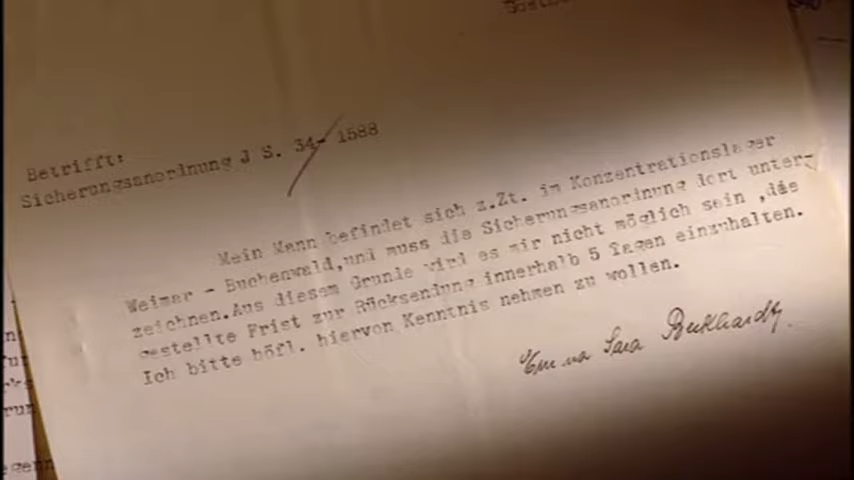 Betrifft:
Sicherungsanordnung J S. 34- 1588
Mein Mann befindet sich z.Zt. im Konzentrationslager
Weimar - Buchenwald,und muss die Sicherungsanordnung dort unter-
zeichnen.Aus diesem Grunde wird es mir nicht möglich sein ,die
gestellte Frist zur Rücksendung innerhalb 5 Tagen einzuhalten.
Ich bitte höfl. hiervon Kenntnis nehmen zu wollen.
Emma Sara Burkhardt.